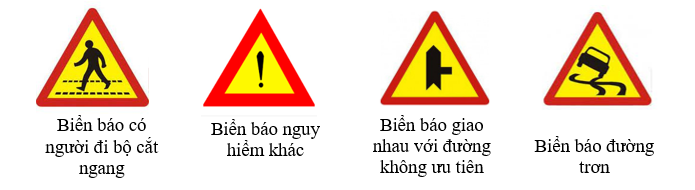 Biển báo có
người đi bộ cắt
ngang
Biển báo nguy
hiểm khác
Biển báo giao
nhau với đường
không ưu tiên
Biển báo đường
trơn